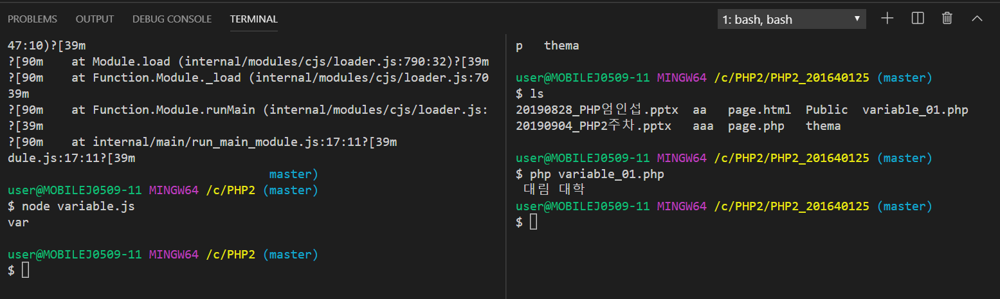 PROBLEMS OUTPUT DEBUG CONSOLE TERMINAL
1: bash, bash
47:10)?[39m
?[90m    at Module.load (internal/modules/cjs/loader.js:790:32)?[39m
?[90m    at Function.Module._load (internal/modules/cjs/loader.js:70
39m
?[90m    at Function.Module.runMain (internal/modules/cjs/loader.js:
?[39m
?[90m    at internal/main/run_main_module.js:17:11?[39m
dule.js:17:11?[39m
master)
user@MOBILEJ0509-11 MINGW64 /c/PHP2 (master)
$ node variable.js
var
user@MOBILEJ0509-11 MINGW64 /c/PHP2 (master)
$
p   thema
user@MOBILEJ0509-11 MINGW64 /c/PHP2/PHP2_201640125 (master)
$ ls
20190828_PHP엄인섭.pptx  aa   page.html  Public  variable_01.php
20190904_PHP2주차.pptx   aaa  page.php   thema
user@MOBILEJ0509-11 MINGW64 /c/PHP2/PHP2_201640125 (master)
$ php variable_01.php
대림 대학
user@MOBILEJ0509-11 MINGW64 /c/PHP2/PHP2_201640125 (master)
$